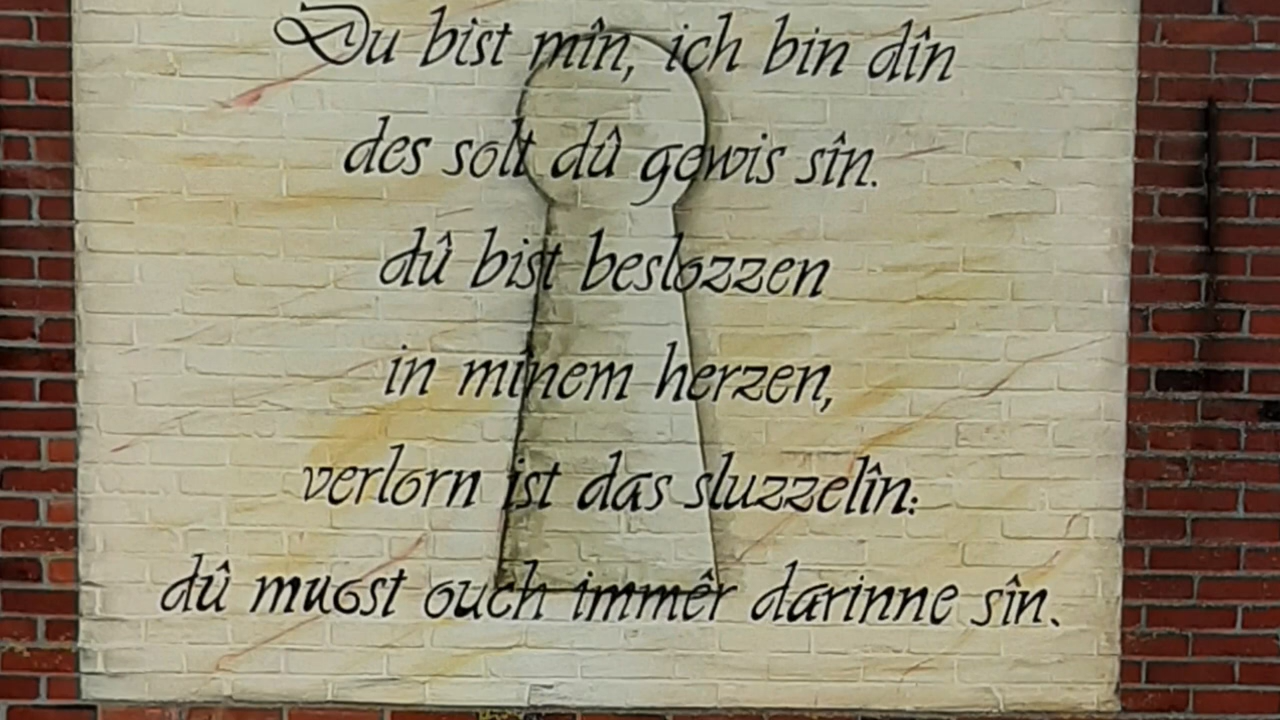 Du bist mîn, ich bin dîn
des solt dû gewis sîn.
dû bist beslozzen
in mînem herzen,
verlorn ist das sluzzelîn:
dû muost ouch immêr darinne sîn.